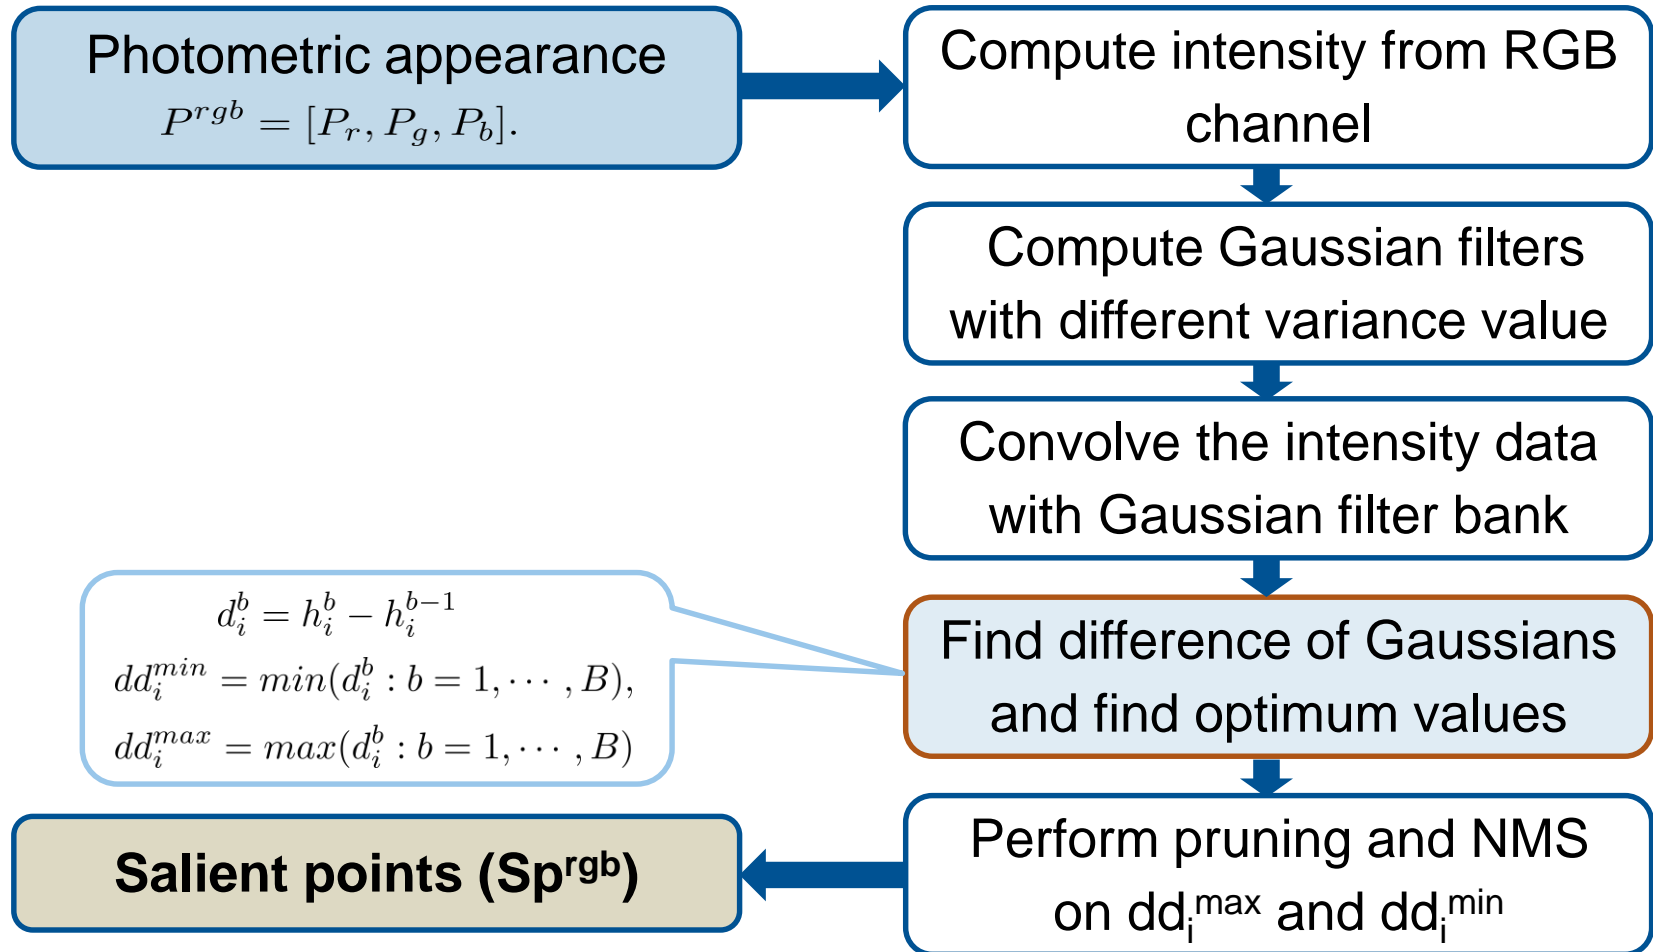 Photometric appearance
P^{rgb} = [P_r, P_g, P_b].
Compute intensity from RGB
channel
Compute Gaussian filters
with different variance value
Convolve the intensity data
with Gaussian filter bank
Find difference of Gaussians
and find optimum values
d_i^b = h_i^b − h_i^{b−1}
dd_i^{min} = min(d_i^b : b = 1, ⋯ , B),
dd_i^{max} = max(d_i^b : b = 1, ⋯ , B)
Perform pruning and NMS
on dd_i^{max} and dd_i^{min}
Salient points (Sp^{rgb})